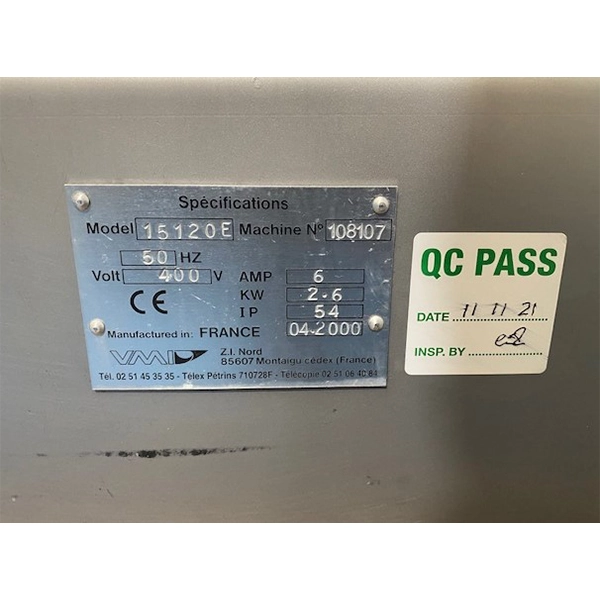 Spécifications
Model 15120E Machine N° 108107
50 HZ
Volt 400 V AMP 6
CE KW 2.6
IP 54
Manufactured in: FRANCE 04-2000
VMI Z.I. Nord
85607 Montaigu cédex (France)
Tél. 02 51 45 35 35 - Télex Pétrins 710728F - Télécopie 02 51 06 40 84
QC PASS
DATE 11 11 21
INSP. BY